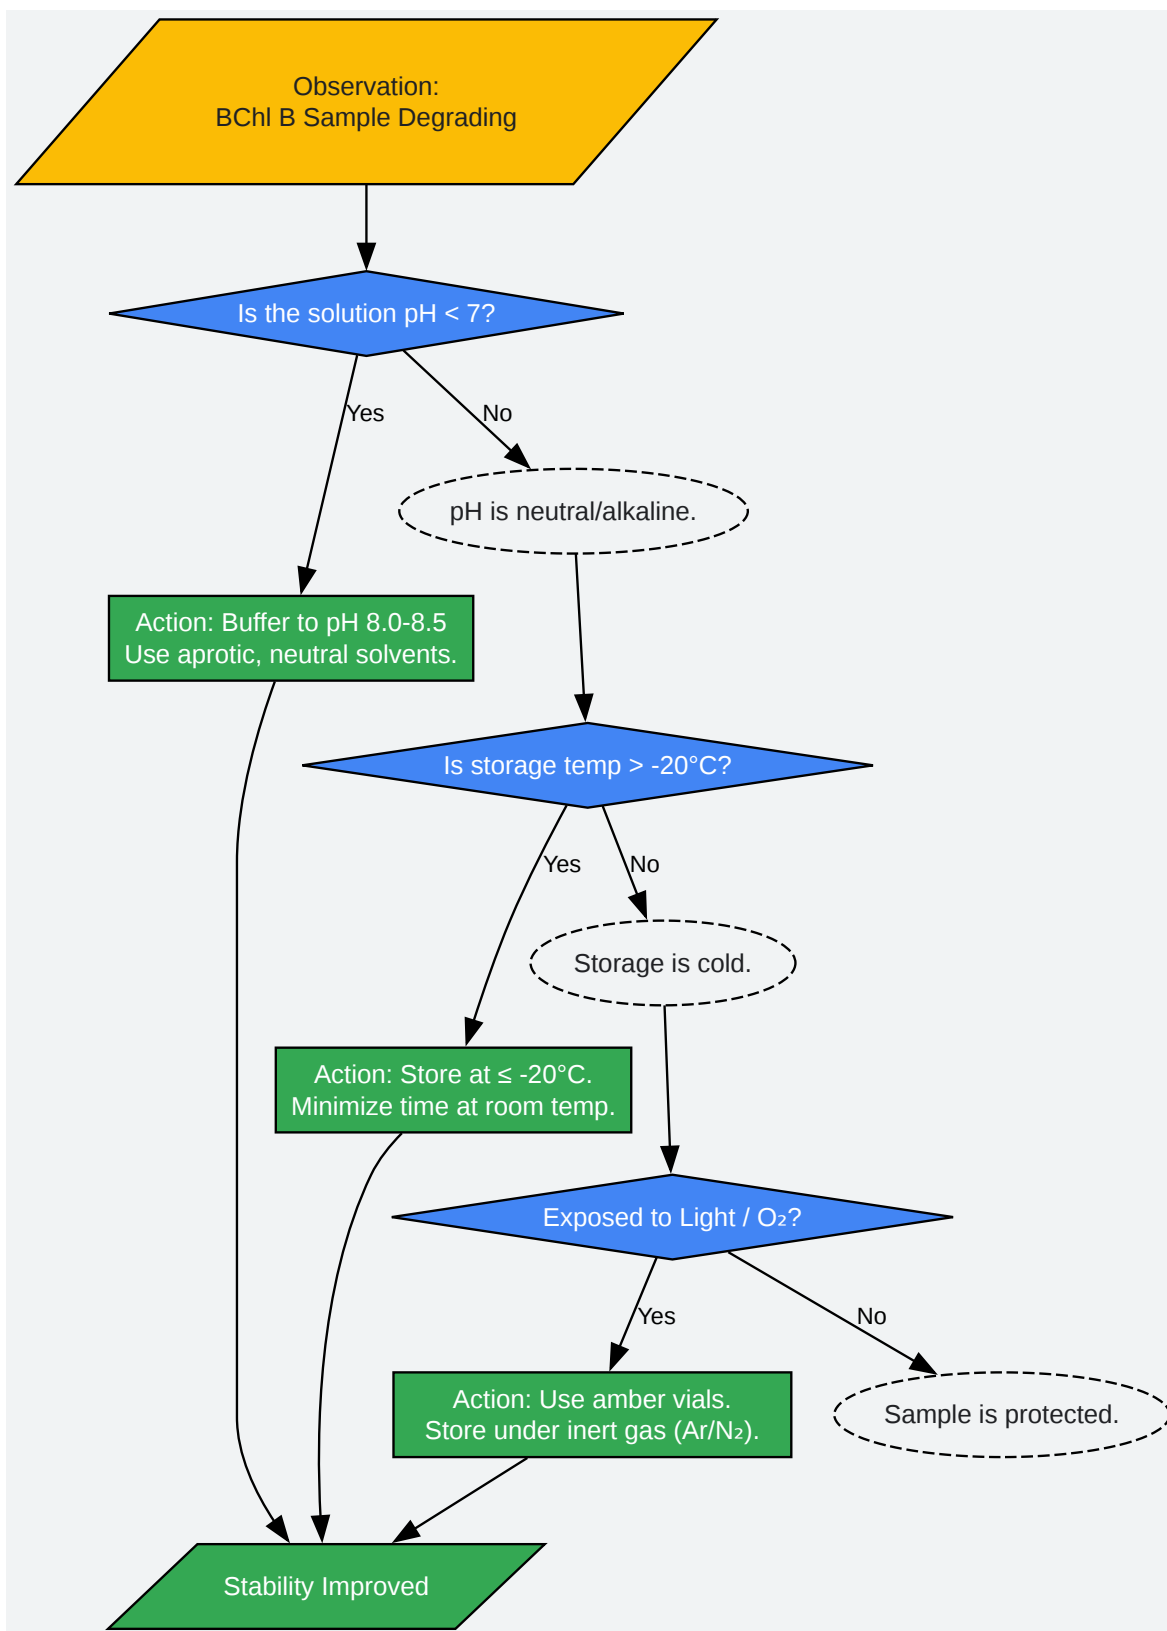 Observation:
BChl B Sample Degrading
Is the solution pH < 7?
Yes
No
pH is neutral/alkaline.
Action: Buffer to pH 8.0-8.5
Use aprotic, neutral solvents.
Is storage temp > -20°C?
Yes
No
Storage is cold.
Action: Store at ≤ -20°C.
Minimize time at room temp.
Exposed to Light / O₂?
Yes
No
Action: Use amber vials.
Store under inert gas (Ar/N₂).
Sample is protected.
Stability Improved